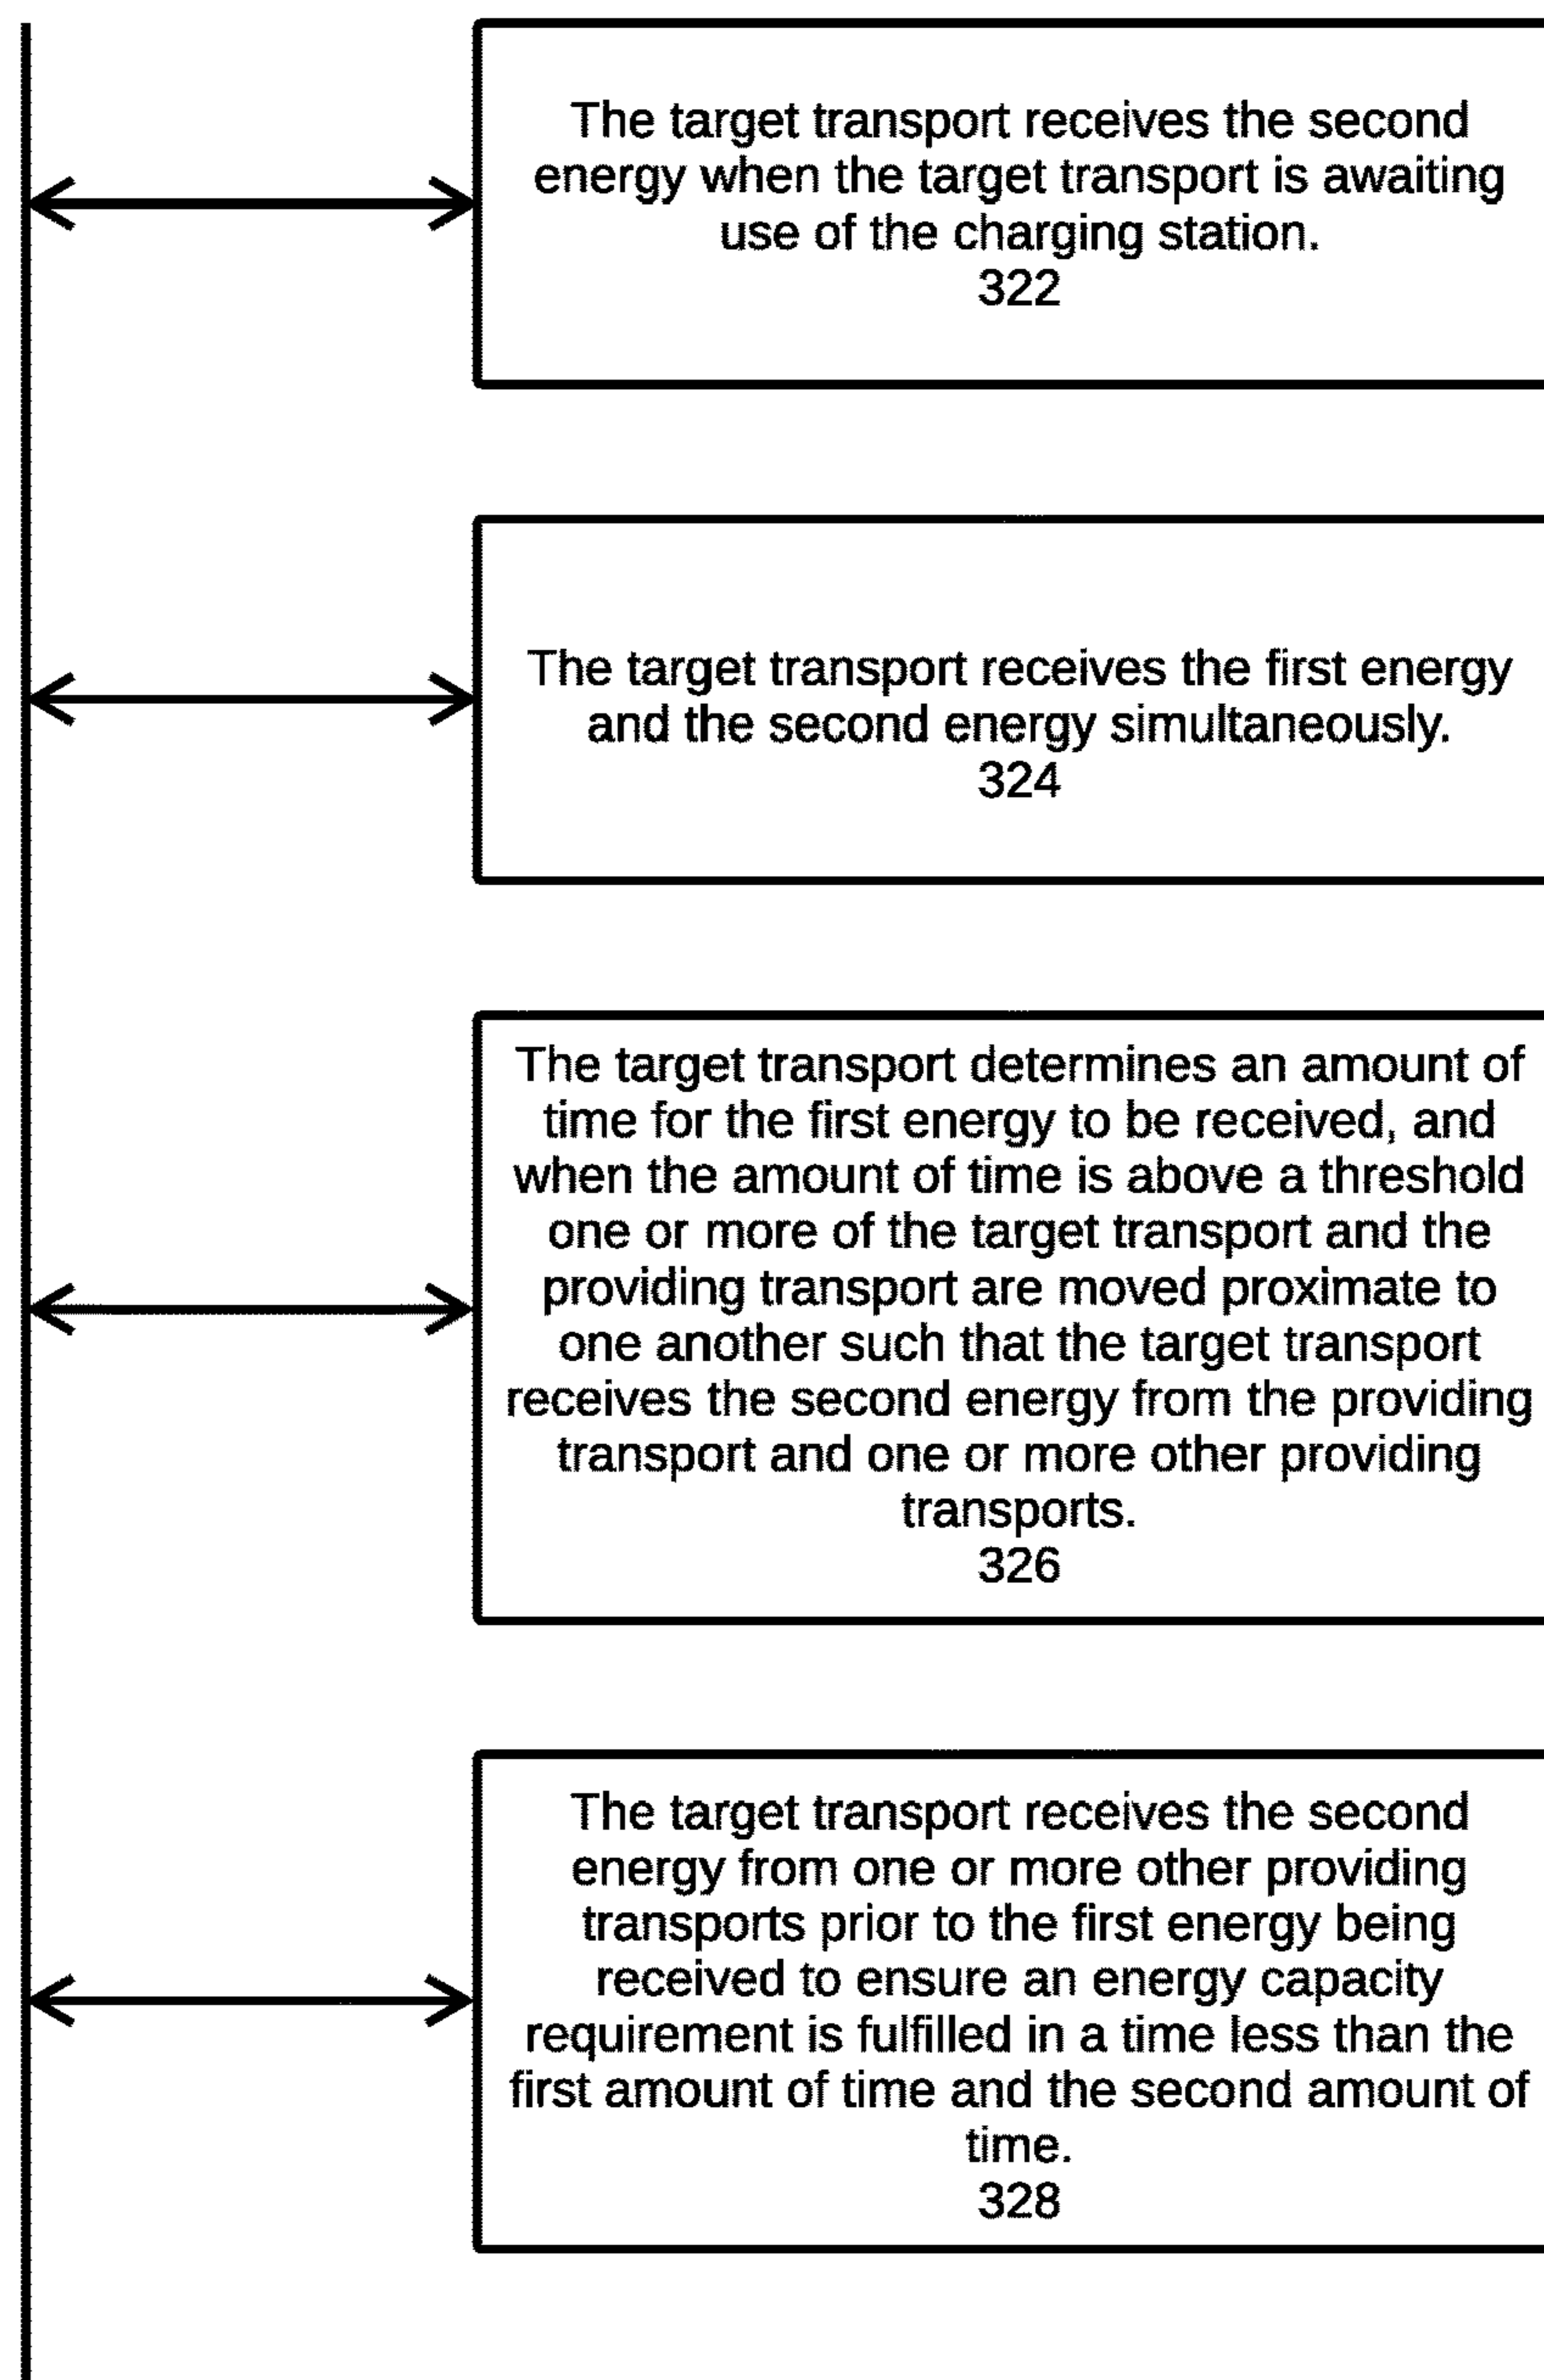 The target transport receives the second
energy when the target transport is awaiting
use of the charging station.
322
The target transport receives the first energy
and the second energy simultaneously.
324
The target transport determines an amount of
time for the first energy to be received, and
when the amount of time is above a threshold
one or more of the target transport and the
providing transport are moved proximate to
one another such that the target transport
receives the second energy from the providing
transport and one or more other providing
transports.
326
The target transport receives the second
energy from one or more other providing
transports prior to the first energy being
received to ensure an energy capacity
requirement is fulfilled in a time less than the
first amount of time and the second amount of
time.
328